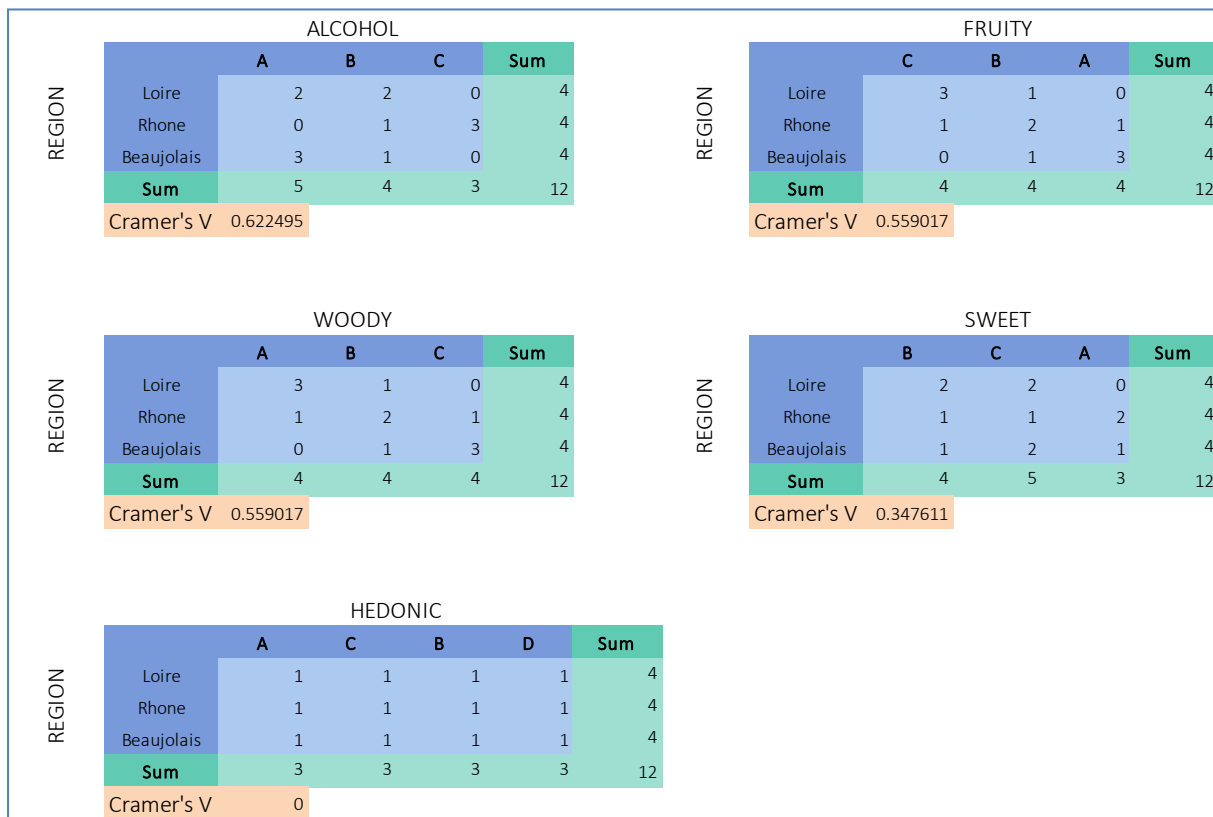 ALCOHOL
A B C Sum
REGION
Loire 2 2 0 4
Rhone 0 1 3 4
Beaujolais 3 1 0 4
Sum 5 4 3 12
Cramer's V 0.622495
FRUITY
C B A Sum
REGION
Loire 3 1 0 4
Rhone 1 2 1 4
Beaujolais 0 1 3 4
Sum 4 4 4 12
Cramer's V 0.559017
WOODY
A B C Sum
REGION
Loire 3 1 0 4
Rhone 1 2 1 4
Beaujolais 0 1 3 4
Sum 4 4 4 12
Cramer's V 0.559017
SWEET
B C A Sum
REGION
Loire 2 2 0 4
Rhone 1 1 2 4
Beaujolais 1 2 1 4
Sum 4 5 3 12
Cramer's V 0.347611
HEDONIC
A C B D Sum
REGION
Loire 1 1 1 1 4
Rhone 1 1 1 1 4
Beaujolais 1 1 1 1 4
Sum 3 3 3 3 12
Cramer's V 0